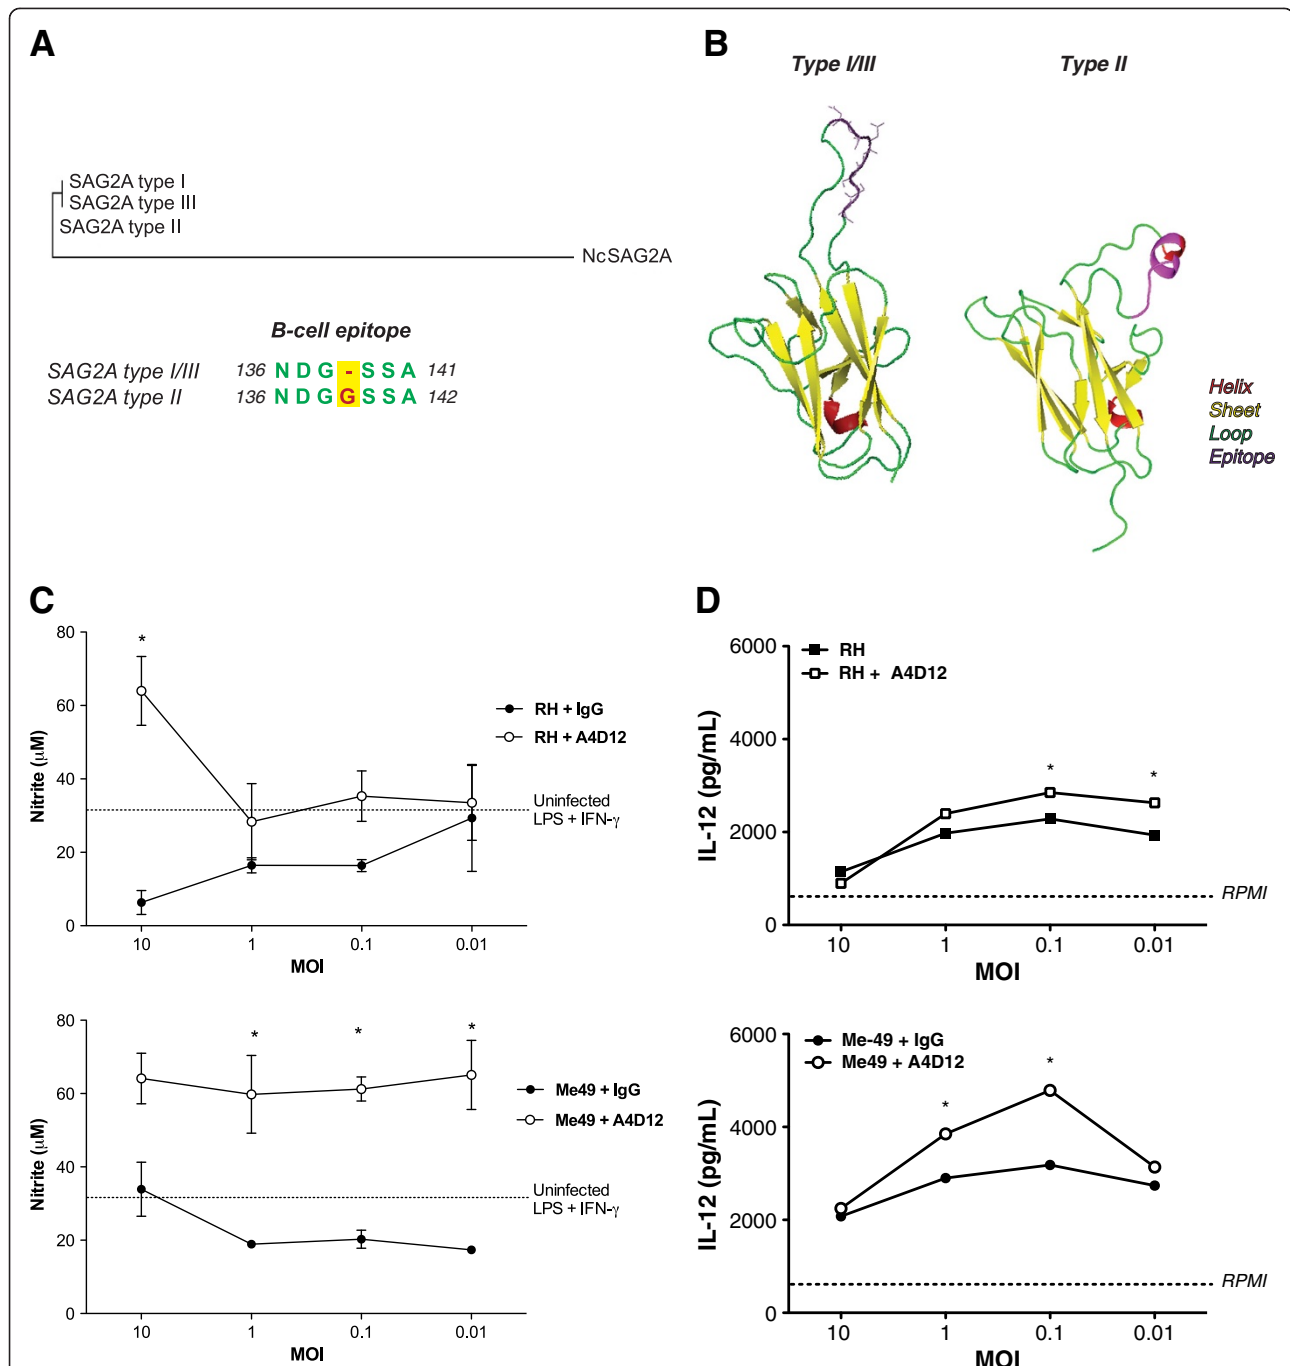 A
SAG2A type I
SAG2A type III
SAG2A type II
NcSAG2A
B-cell epitope
SAG2A type I/III 136 N D G - S S A 141
SAG2A type II 136 N D G G S S A 142
B
Type I/III
Type II
Helix
Sheet
Loop
Epitope
C
80
60
40
20
0
Nitrite (μM)
*
RH + IgG
RH + A4D12
Uninfected
LPS + IFN-γ
10 1 0.1 0.01
MOI
80
60
40
20
0
Nitrite (μM)
* * *
Me49 + IgG
Me49 + A4D12
Uninfected
LPS + IFN-γ
10 1 0.1 0.01
MOI
D
6000
4000
2000
0
IL-12 (pg/mL)
RH
RH + A4D12
* *
RPMI
10 1 0.1 0.01
MOI
6000
4000
2000
0
IL-12 (pg/mL)
Me-49 + IgG
Me49 + A4D12
* *
RPMI
10 1 0.1 0.01
MOI